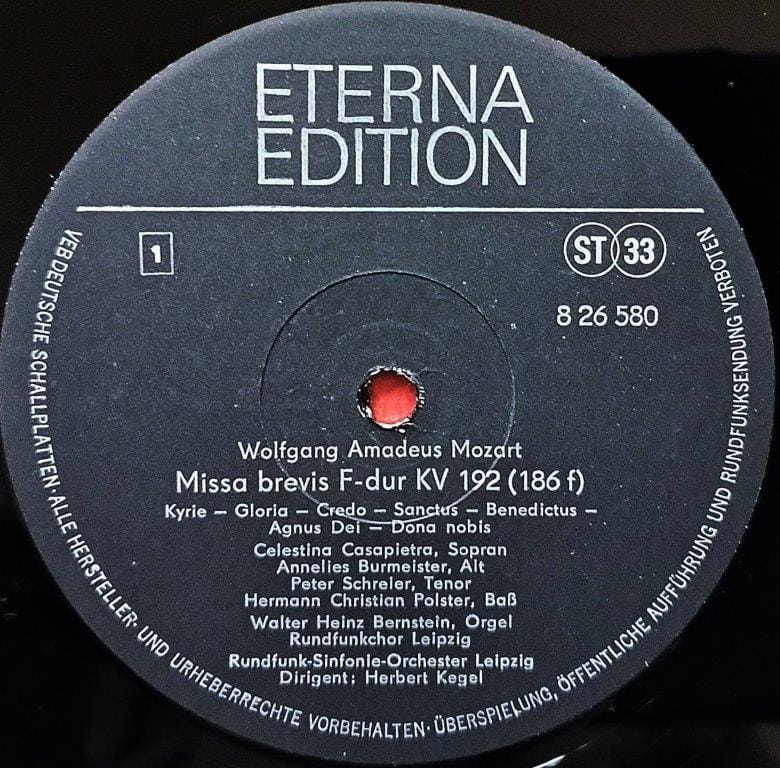 ETERNA
EDITION
1
ST 33
8 26 580
Wolfgang Amadeus Mozart
Missa brevis F-dur KV 192 (186 f)
Kyrie – Gloria – Credo – Sanctus – Benedictus –
Agnus Dei – Dona nobis
Celestina Casapietra, Sopran
Annelies Burmeister, Alt
Peter Schreier, Tenor
Hermann Christian Polster, Baß
Walter Heinz Bernstein, Orgel
Rundfunkchor Leipzig
Rundfunk-Sinfonie-Orchester Leipzig
Dirigent: Herbert Kegel
VEB DEUTSCHE SCHALLPLATTEN · ALLE HERSTELLER- UND URHEBERRECHTE VORBEHALTEN · ÜBERSPIELUNG, ÖFFENTLICHE AUFFÜHRUNG UND RUNDFUNKSENDUNG VERBOTEN